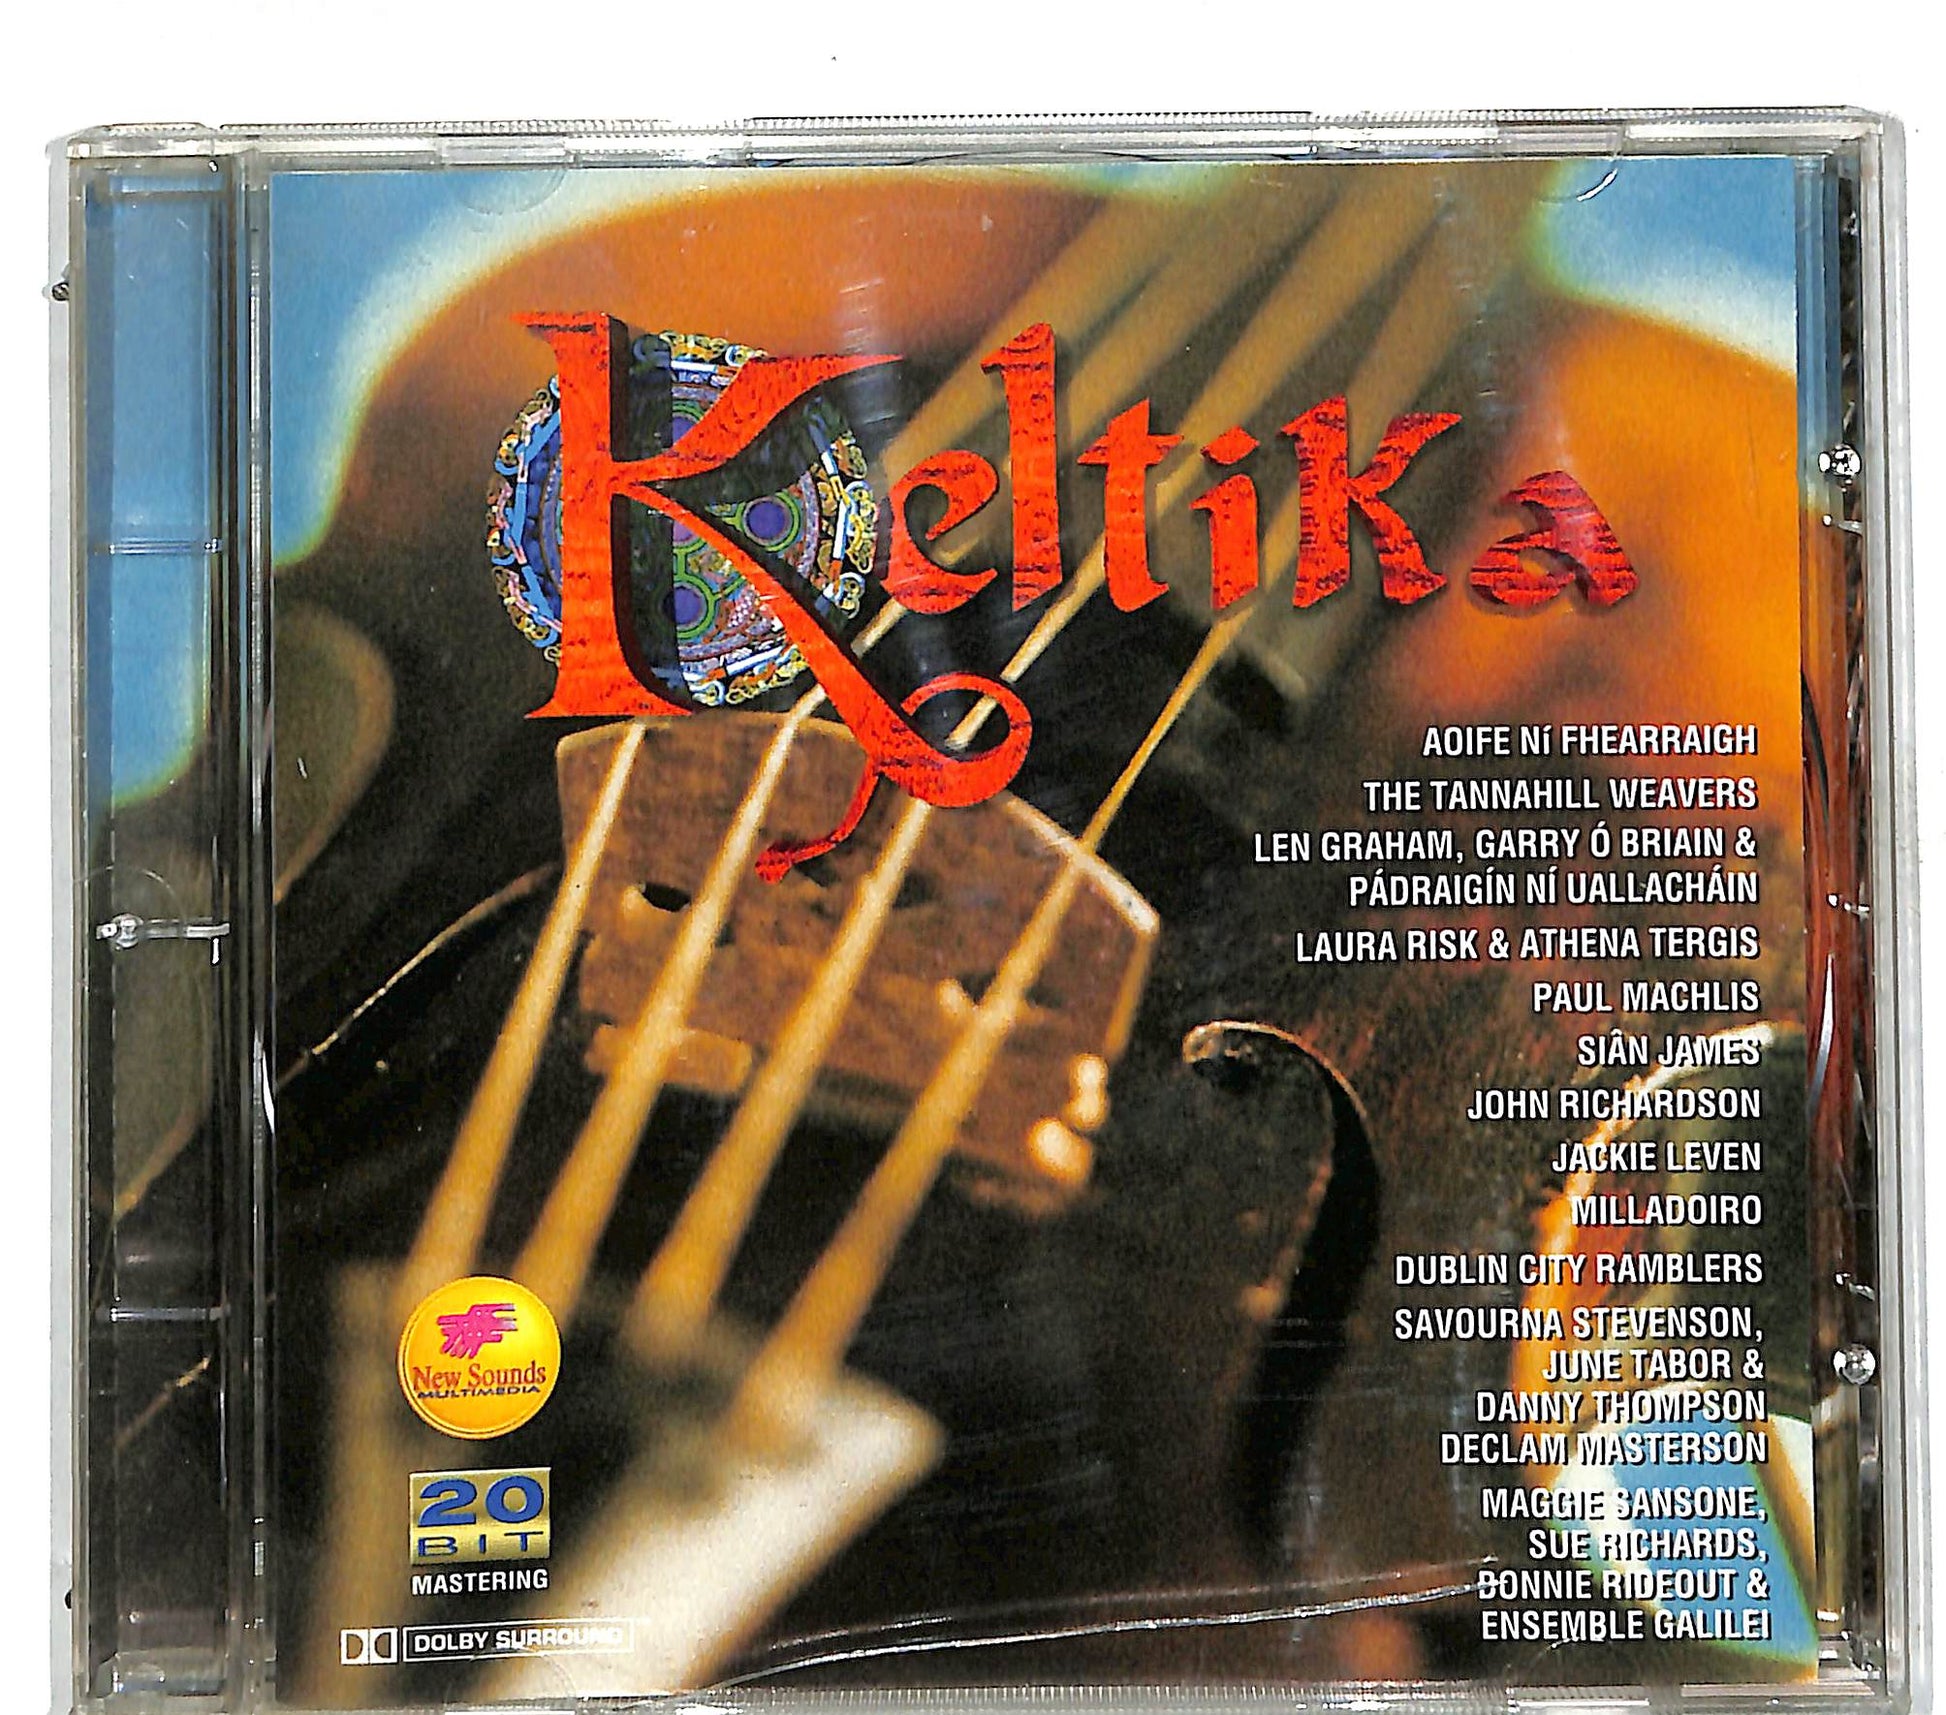 Keltika
AOIFE Ní FHEARRAIGH
THE TANNAHILL WEAVERS
LEN GRAHAM, GARRY Ó BRIAIN &
PÁDRAIGÍN NÍ UALLACHÁIN
LAURA RISK & ATHENA TERGIS
PAUL MACHLIS
SIÂN JAMES
JOHN RICHARDSON
JACKIE LEVEN
MILLADOIRO
DUBLIN CITY RAMBLERS
SAVOURNA STEVENSON,
JUNE TABOR &
DANNY THOMPSON
DECLAM MASTERSON
MAGGIE SANSONE,
SUE RICHARDS,
BONNIE RIDEOUT &
ENSEMBLE GALILEI
New Sounds
MULTIMEDIA
20
BIT
MASTERING
DOLBY SURROUND